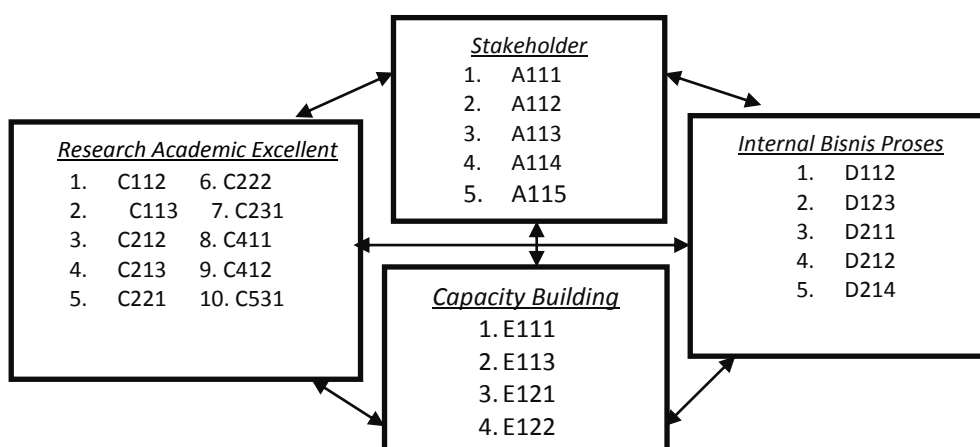 Stakeholder
1. A111
2. A112
3. A113
4. A114
5. A115
Research Academic Excellent
1. C112 6. C222
2. C113 7. C231
3. C212 8. C411
4. C213 9. C412
5. C221 10. C531
Internal Bisnis Proses
1. D112
2. D123
3. D211
4. D212
5. D214
Capacity Building
1. E111
2. E113
3. E121
4. E122